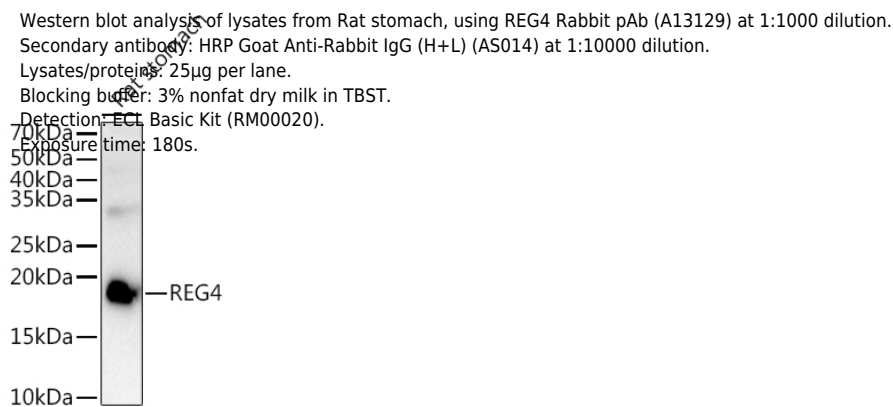 Western blot analysis of lysates from Rat stomach, using REG4 Rabbit pAb (A13129) at 1:1000 dilution.
Secondary antibody: HRP Goat Anti-Rabbit IgG (H+L) (AS014) at 1:10000 dilution.
Lysates/proteins: 25μg per lane.
Blocking buffer: 3% nonfat dry milk in TBST.
Detection: ECL Basic Kit (RM00020).
Exposure time: 180s.
Rat stomach
70kDa
50kDa
40kDa
35kDa
25kDa
20kDa
REG4
15kDa
10kDa